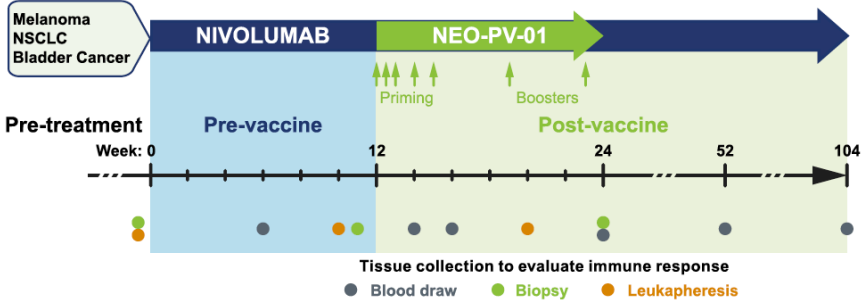 Melanoma
NSCLC
Bladder Cancer
NIVOLUMAB
NEO-PV-01
Priming
Boosters
Pre-treatment
Pre-vaccine
Post-vaccine
Week: 0
12
24
52
104
Tissue collection to evaluate immune response
Blood draw
Biopsy
Leukapheresis